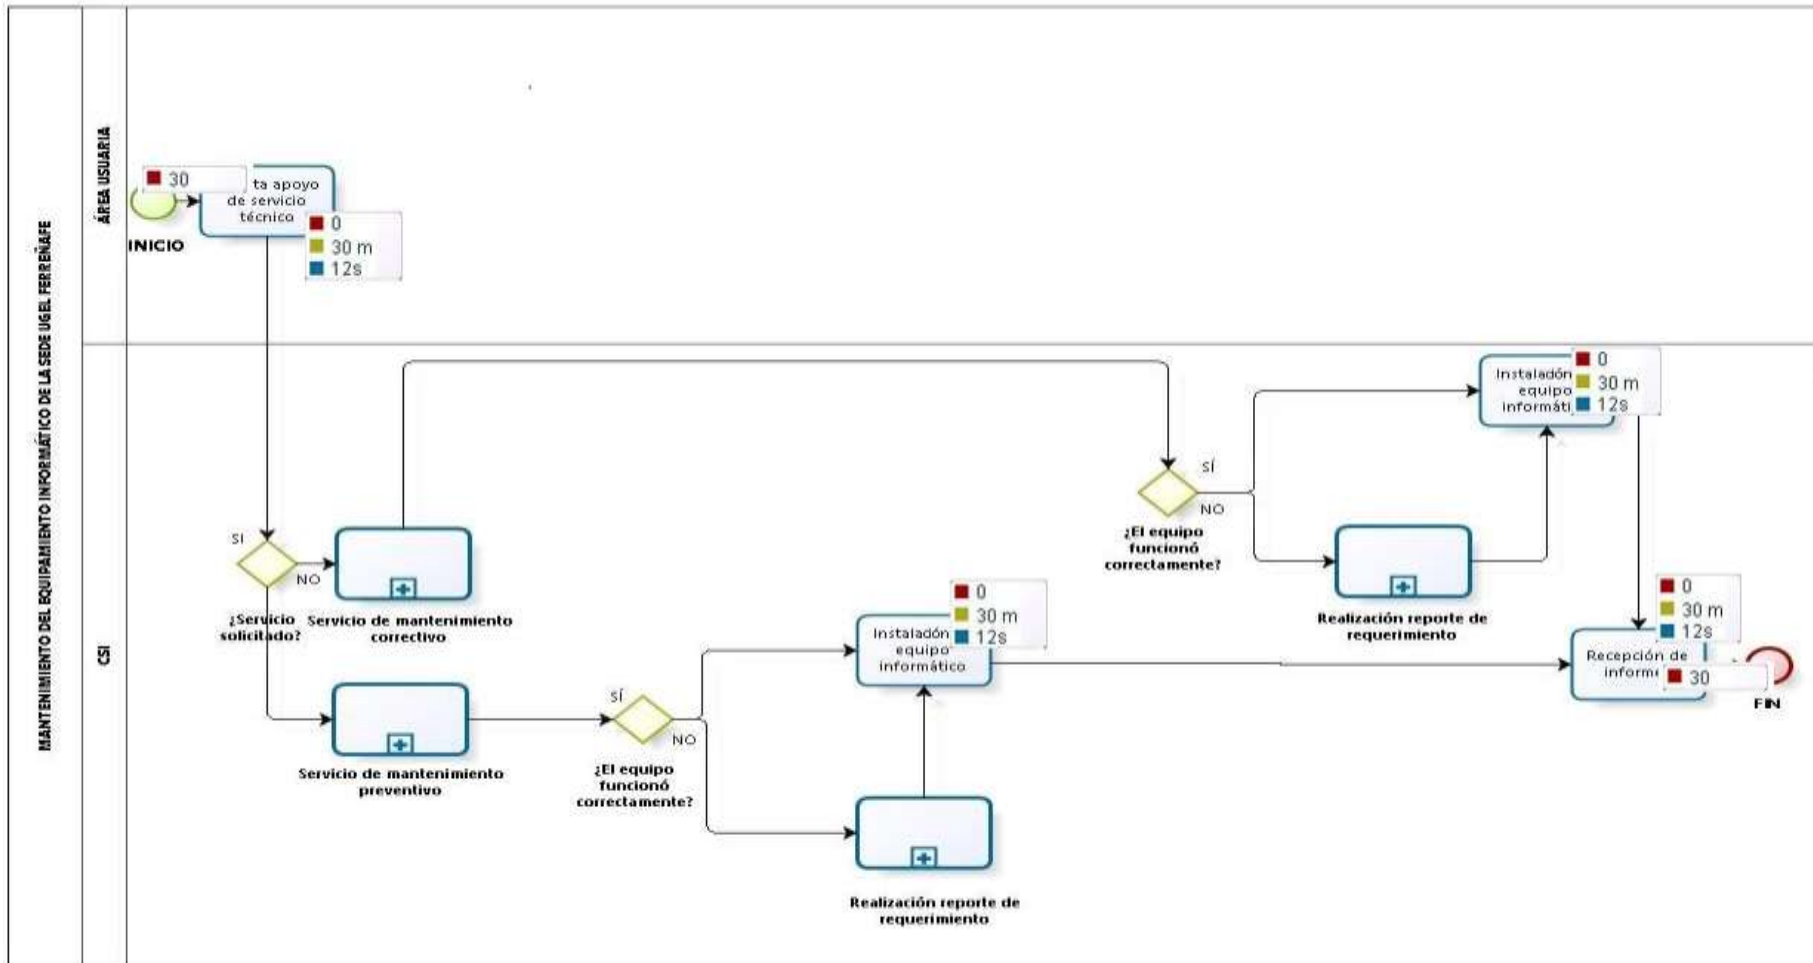 MANTENIMIENTO DEL EQUIPAMIENTO INFORMÁTICO DE LA SEDE UGEL FERREÑAFE
ÁREA USUARIA
30
ta apoyo
de servicio
técnico
INICIO
0
30 m
12s
CSI
SI
NO
¿Servicio
solicitado?
Servicio de mantenimiento
correctivo
Servicio de mantenimiento
preventivo
SÍ
NO
¿El equipo
funcionó
correctamente?
Instaladón
equipo
informático
0
30 m
12s
Realización reporte de
requerimiento
SÍ
NO
¿El equipo
funcionó
correctamente?
Instaladón
equipo
informáti
0
30 m
12s
Realización reporte de
requerimiento
0
30 m
12s
Recepción de
inform
30
FIN